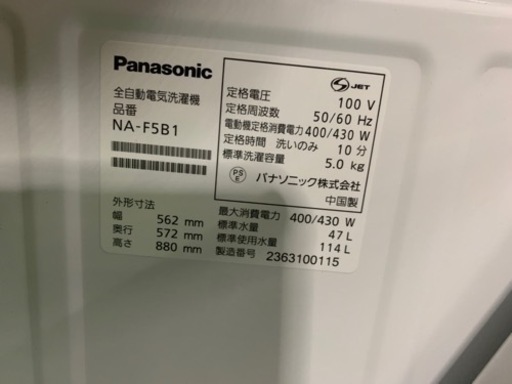 Panasonic
全自動電気洗濯機
品番
NA-F5B1
外形寸法
幅 562 mm
奥行 572 mm
高さ 880 mm
S JET
定格電圧 100 V
定格周波数 50/60 Hz
電動機定格消費電力 400/430 W
定格時間 洗いのみ 10 分
標準洗濯容量 5.0 kg
PS E パナソニック株式会社
中国製
最大消費電力 400/430 W
標準水量 47 L
標準使用水量 114 L
製造番号 2363100115